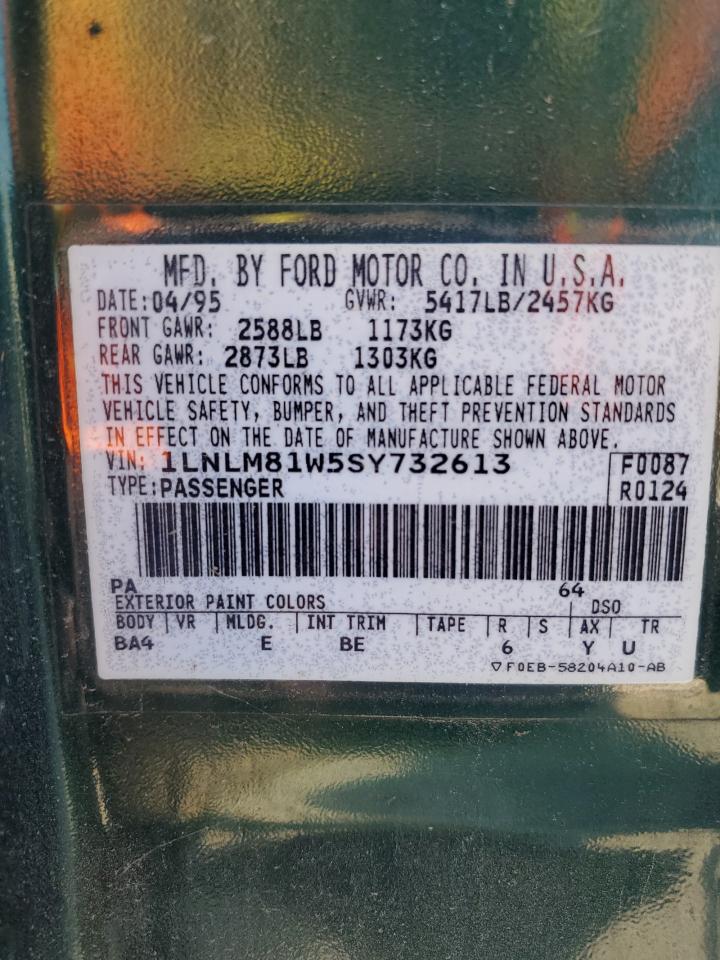 MFD. BY FORD MOTOR CO. IN U.S.A.
DATE: 04/95 GVWR: 5417LB/2457KG
FRONT GAWR: 2588LB 1173KG
REAR GAWR: 2873LB 1303KG
THIS VEHICLE CONFORMS TO ALL APPLICABLE FEDERAL MOTOR
VEHICLE SAFETY, BUMPER, AND THEFT PREVENTION STANDARDS
IN EFFECT ON THE DATE OF MANUFACTURE SHOWN ABOVE.
VIN: 1LNLM81W5SY732613 F0087
TYPE: PASSENGER R0124
PA 64
EXTERIOR PAINT COLORS DSO
BODY VR MLDG. INT TRIM TAPE R S AX TR
BA4 E BE 6 Y U
▽F0EB-58204A10-AB